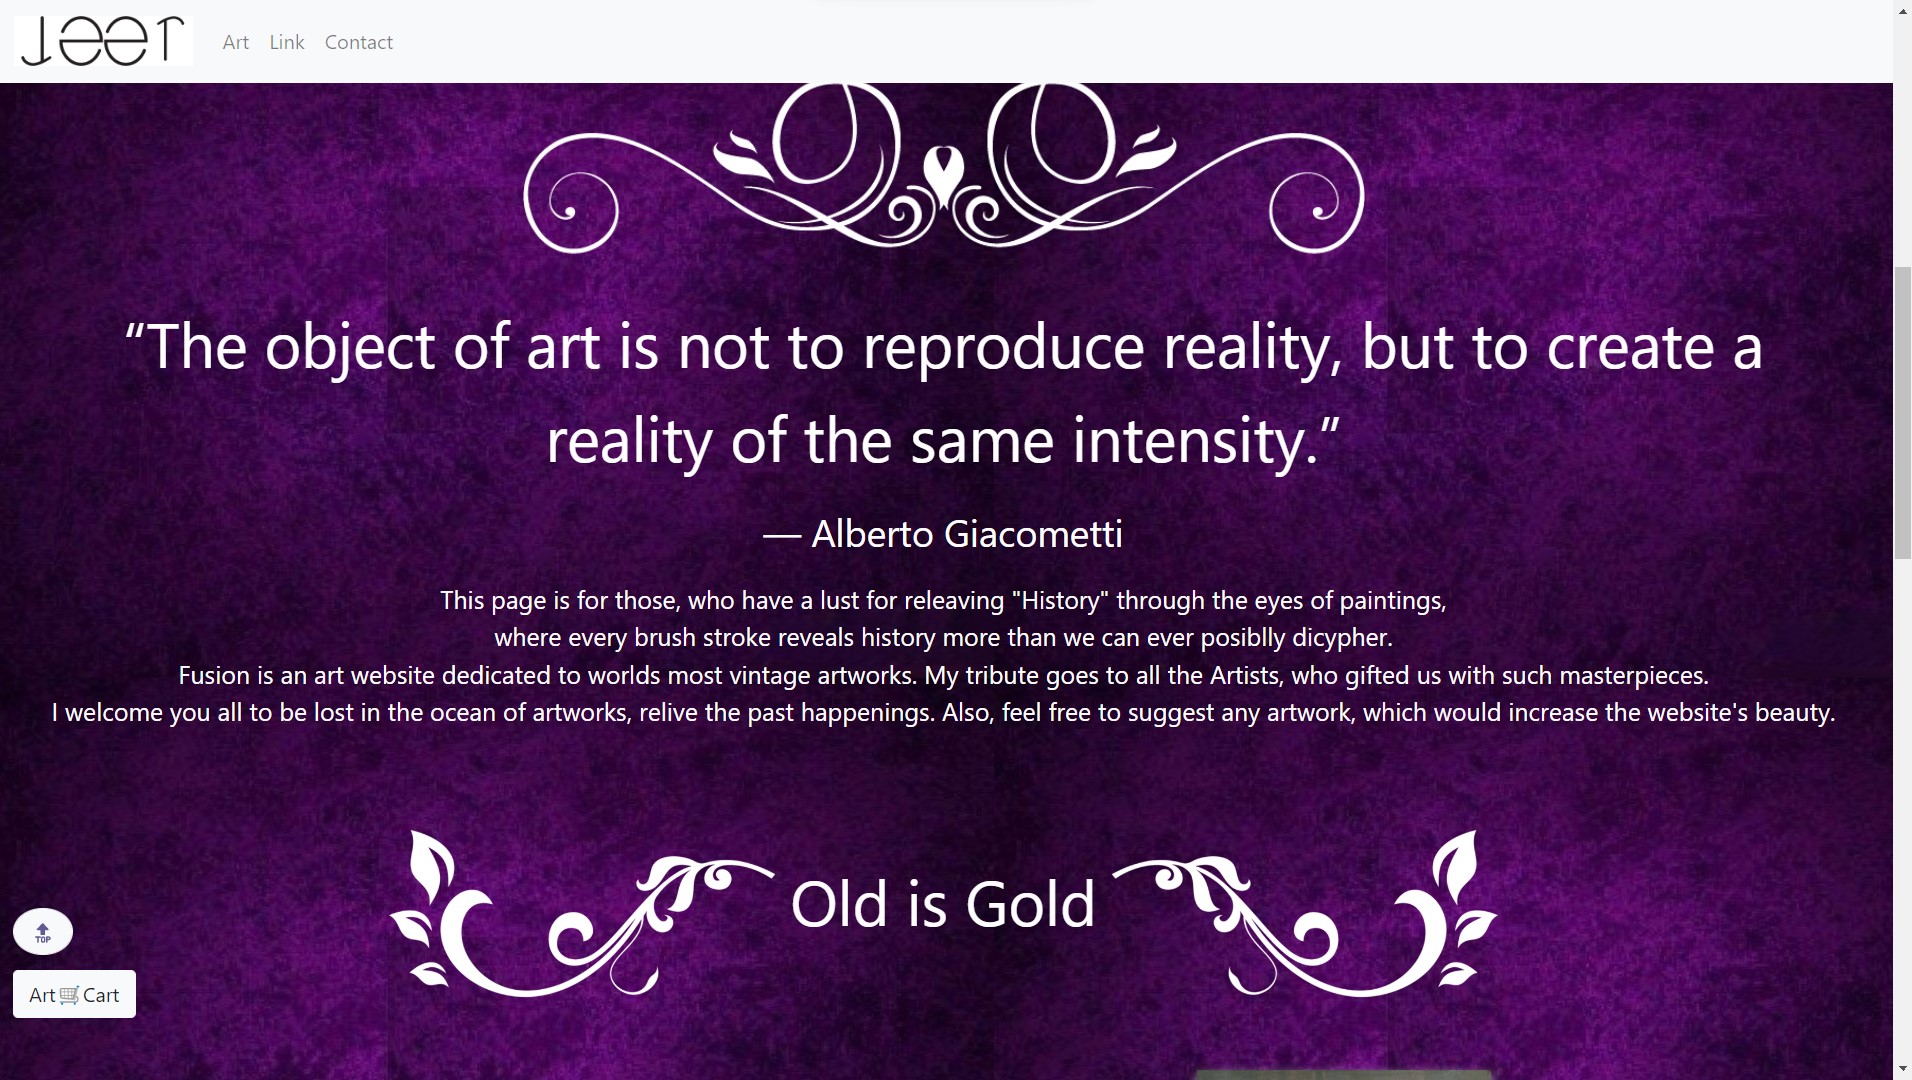 Jeet
Art Link Contact
“The object of art is not to reproduce reality, but to create a
reality of the same intensity.”
— Alberto Giacometti
This page is for those, who have a lust for releaving "History" through the eyes of paintings,
where every brush stroke reveals history more than we can ever posiblly dicypher.
Fusion is an art website dedicated to worlds most vintage artworks. My tribute goes to all the Artists, who gifted us with such masterpieces.
I welcome you all to be lost in the ocean of artworks, relive the past happenings. Also, feel free to suggest any artwork, which would increase the website's beauty.
Old is Gold
TOP
Art🛒Cart